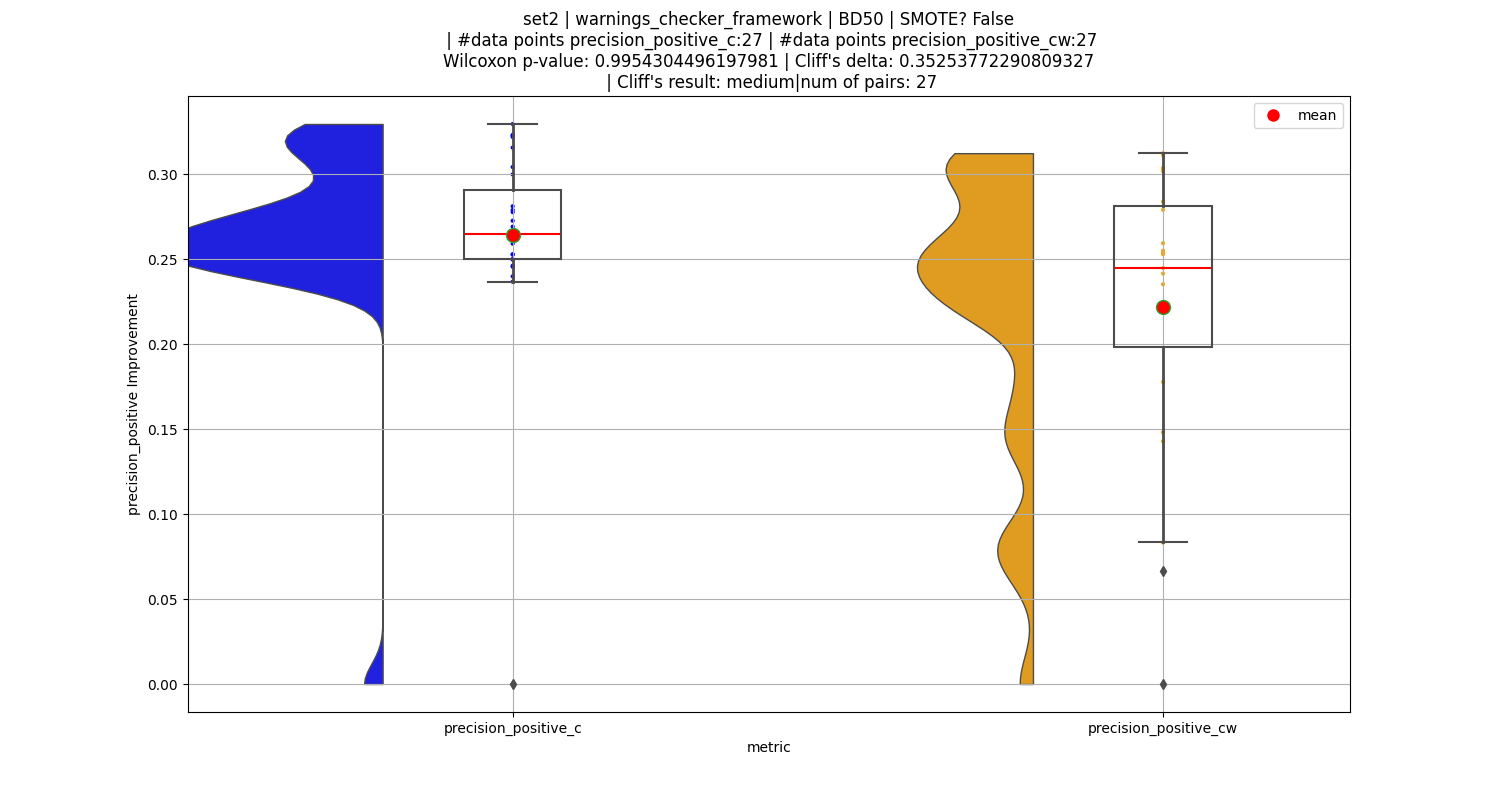 set2 | warnings_checker_framework | BD50 | SMOTE? False
| #data points precision_positive_c:27 | #data points precision_positive_cw:27
Wilcoxon p-value: 0.9954304496197981 | Cliff's delta: 0.35253772290809327
| Cliff's result: medium|num of pairs: 27
mean
0.30
0.25
0.20
0.15
0.10
0.05
0.00
precision_positive Improvement
precision_positive_c
precision_positive_cw
metric